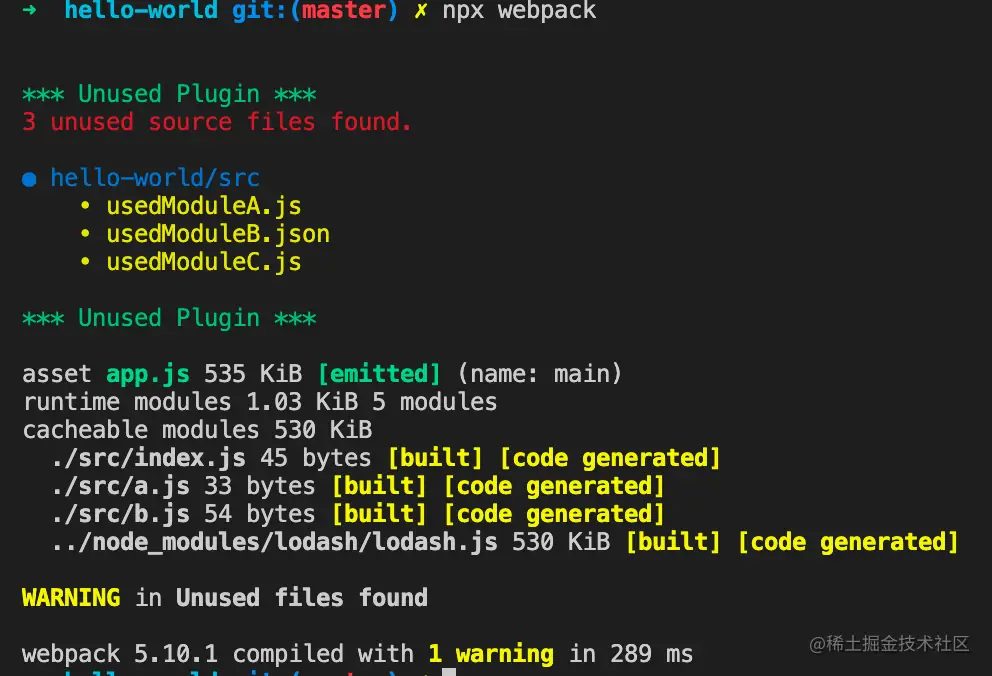 → hello-world git:(master) ✗ npx webpack
*** Unused Plugin ***
3 unused source files found.
● hello-world/src
• usedModuleA.js
• usedModuleB.json
• usedModuleC.js
*** Unused Plugin ***
asset app.js 535 KiB [emitted] (name: main)
runtime modules 1.03 KiB 5 modules
cacheable modules 530 KiB
./src/index.js 45 bytes [built] [code generated]
./src/a.js 33 bytes [built] [code generated]
./src/b.js 54 bytes [built] [code generated]
../node_modules/lodash/lodash.js 530 KiB [built] [code generated]
WARNING in Unused files found
@稀土掘金技术社区
webpack 5.10.1 compiled with 1 warning in 289 ms